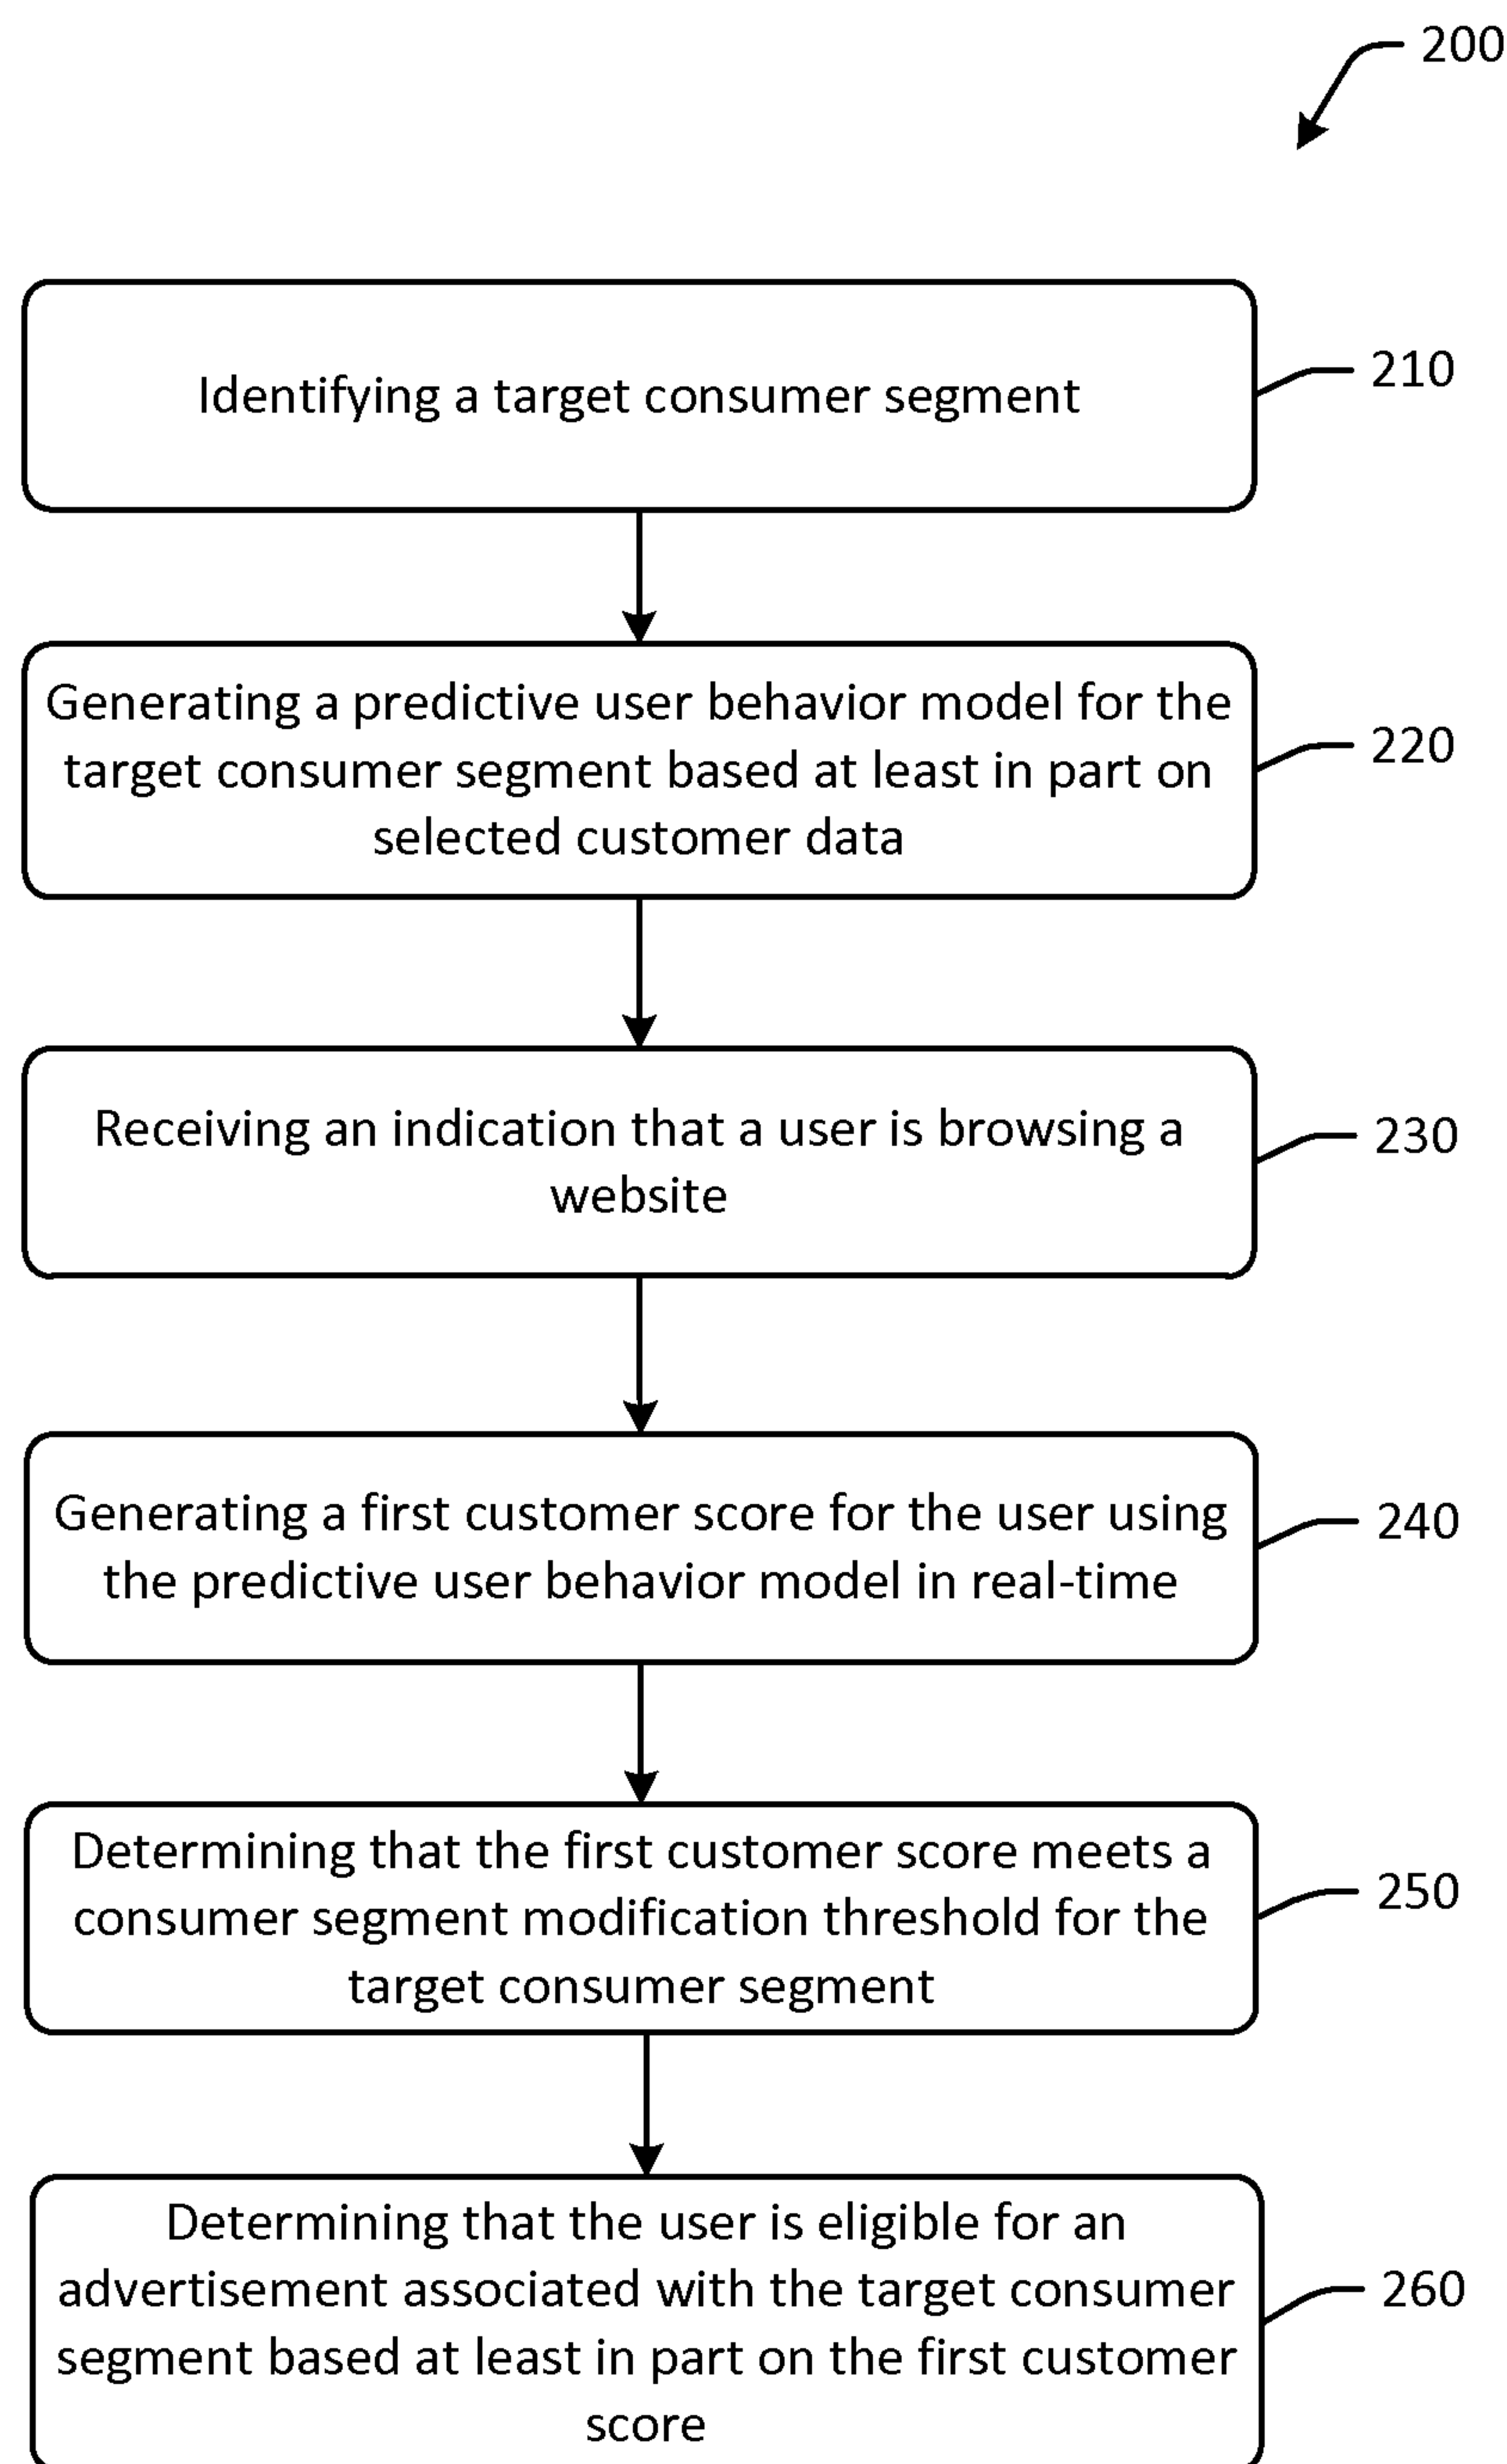 200
Identifying a target consumer segment
210
Generating a predictive user behavior model for the
target consumer segment based at least in part on
selected customer data
220
Receiving an indication that a user is browsing a
website
230
Generating a first customer score for the user using
the predictive user behavior model in real-time
240
Determining that the first customer score meets a
consumer segment modification threshold for the
target consumer segment
250
Determining that the user is eligible for an
advertisement associated with the target consumer
segment based at least in part on the first customer
score
260